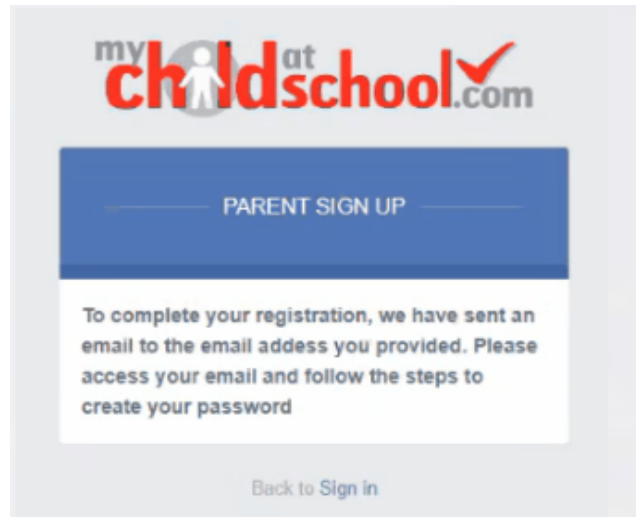 my child at school.com
PARENT SIGN UP
To complete your registration, we have sent an
email to the email addess you provided. Please
access your email and follow the steps to
create your password
Back to Sign in